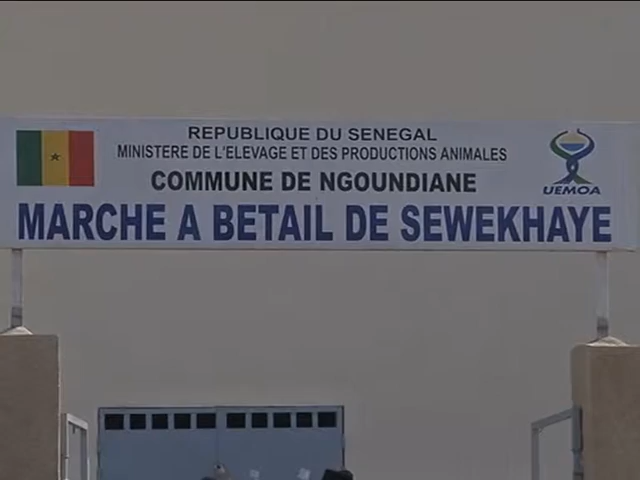 REPUBLIQUE DU SENEGAL
MINISTERE DE L'ELEVAGE ET DES PRODUCTIONS ANIMALES
COMMUNE DE NGOUNDIANE
UEMOA
MARCHE A BETAIL DE SEWEKHAYE